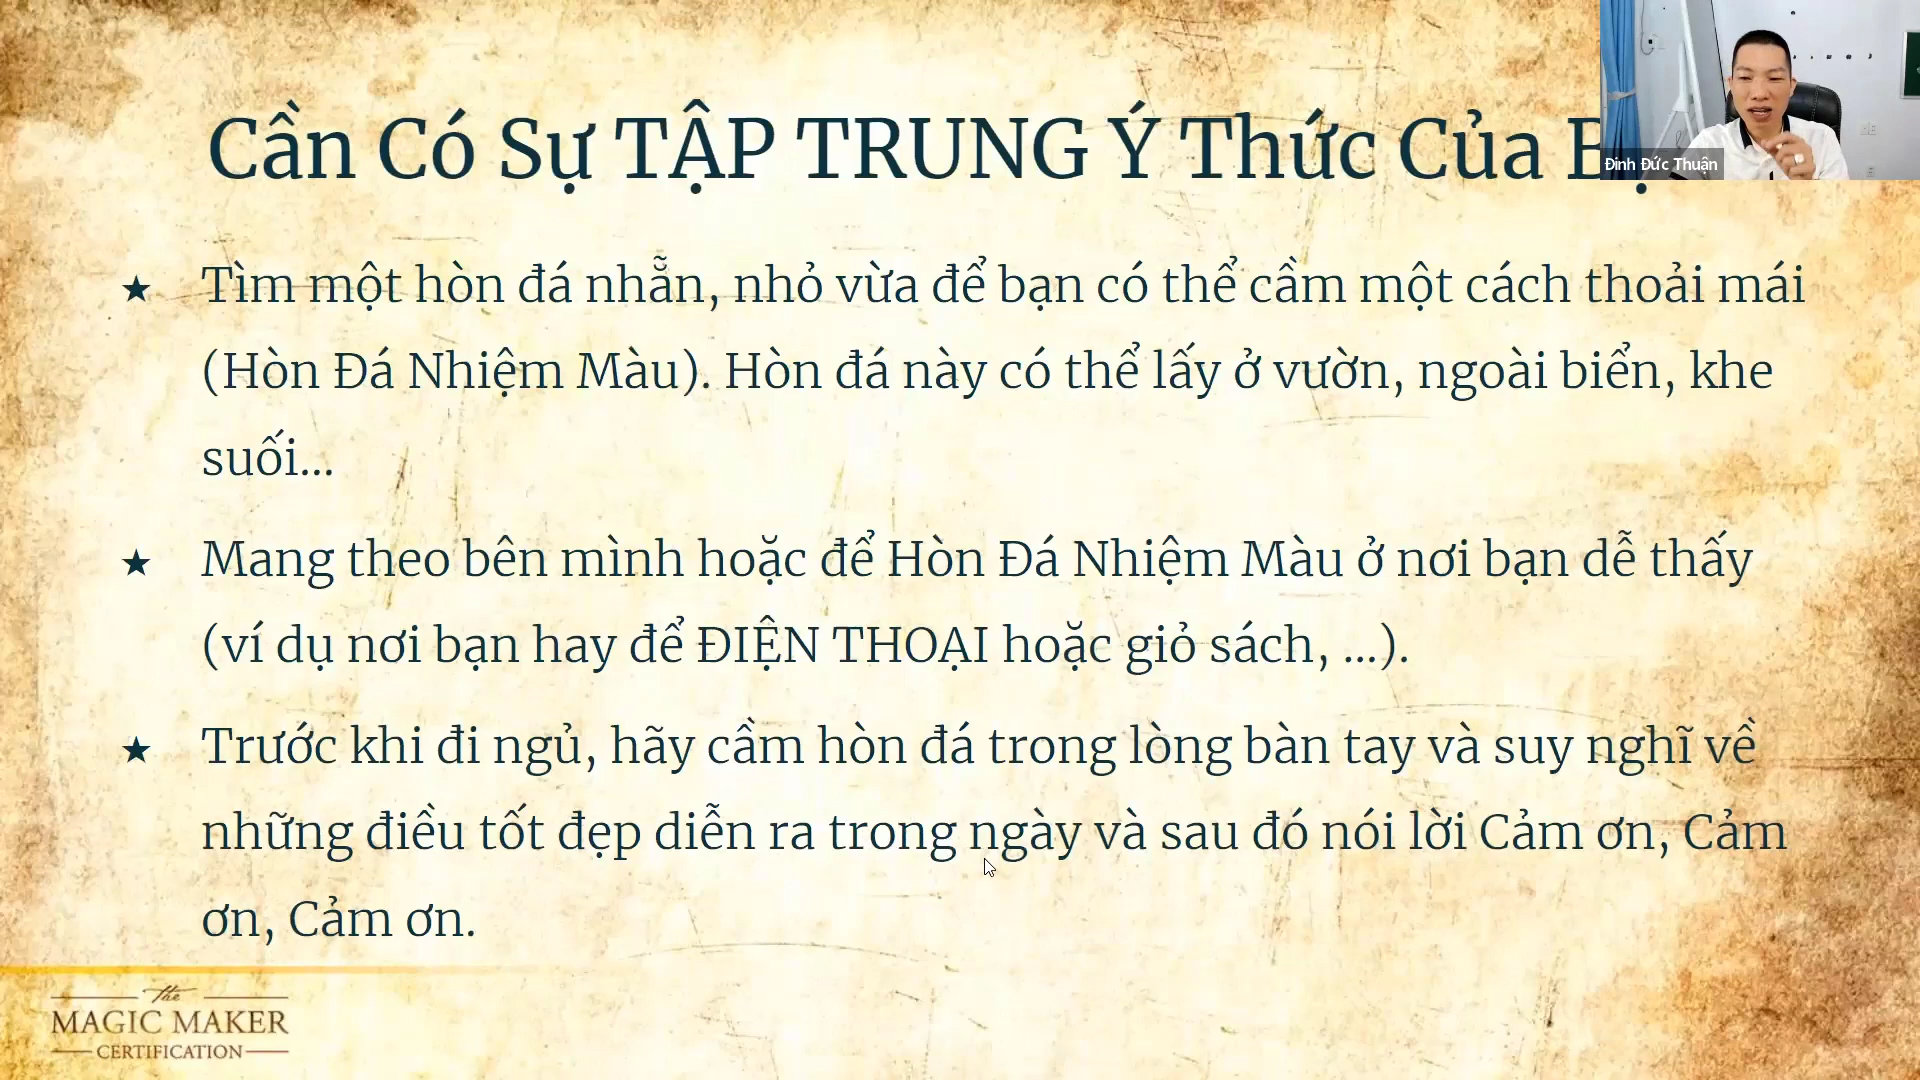 Cần Có Sự TẬP TRUNG Ý Thức Của
Đinh Đức Thuận
★ Tìm một hòn đá nhẵn, nhỏ vừa để bạn có thể cầm một cách thoải mái
(Hòn Đá Nhiệm Màu). Hòn đá này có thể lấy ở vườn, ngoài biển, khe
suối...
★ Mang theo bên mình hoặc để Hòn Đá Nhiệm Màu ở nơi bạn dễ thấy
(ví dụ nơi bạn hay để ĐIỆN THOẠI hoặc giỏ sách, ...).
★ Trước khi đi ngủ, hãy cầm hòn đá trong lòng bàn tay và suy nghĩ về
những điều tốt đẹp diễn ra trong ngày và sau đó nói lời Cảm ơn, Cảm
ơn, Cảm ơn.
the
MAGIC MAKER
CERTIFICATION